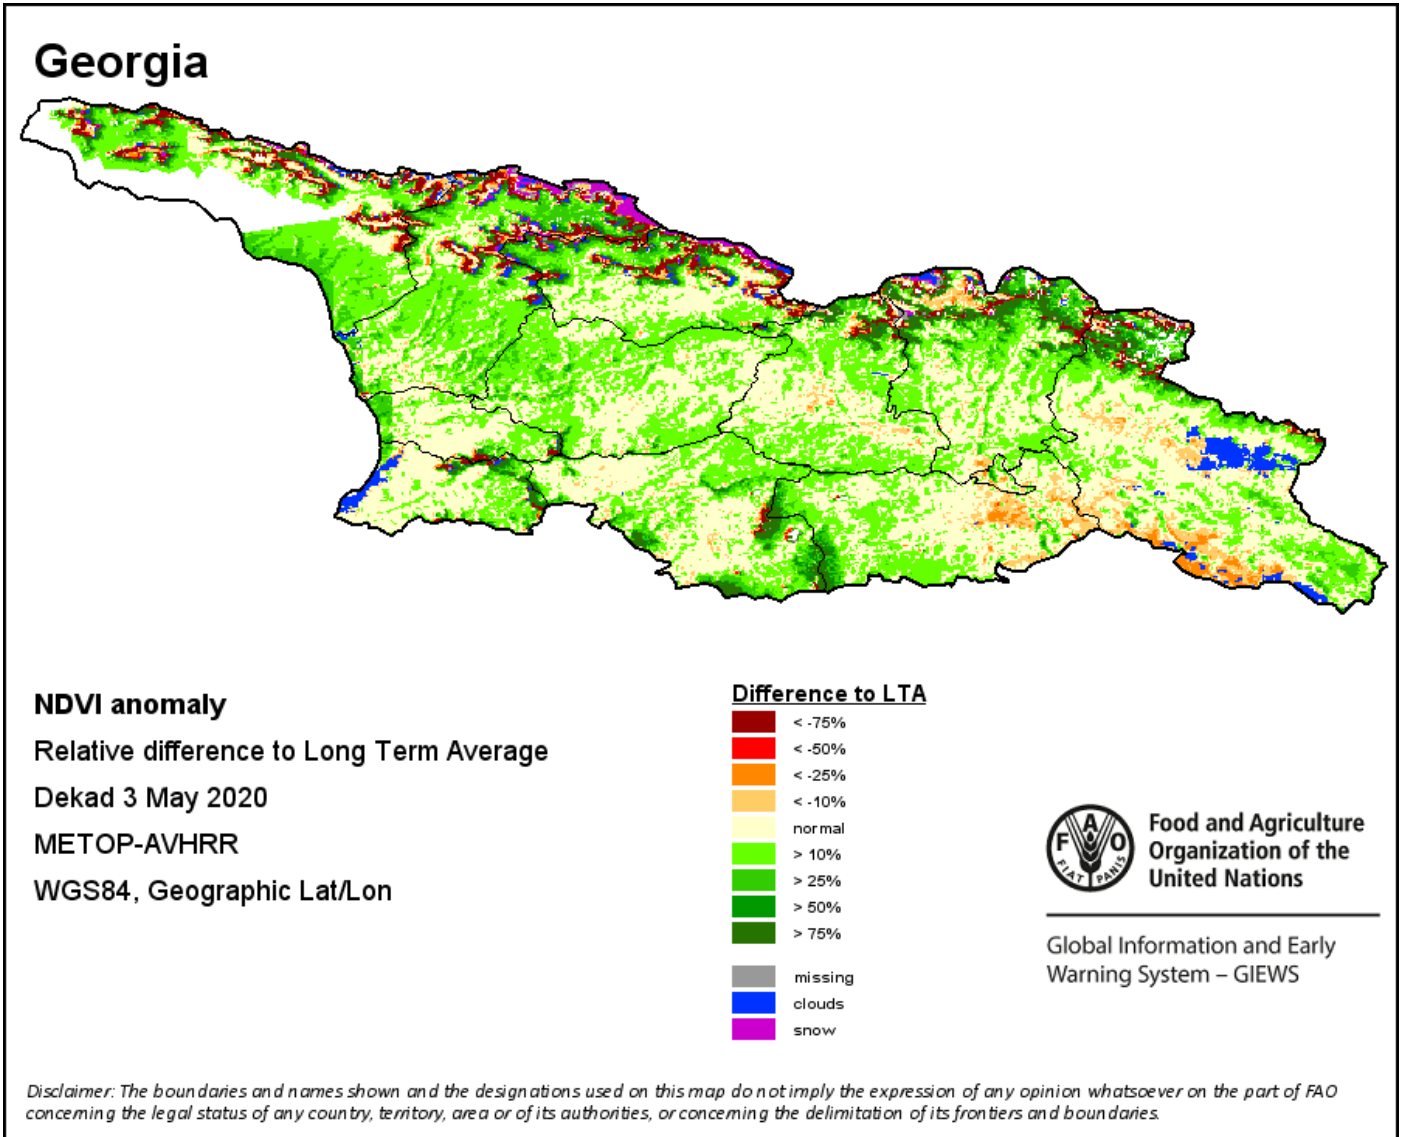 Georgia
NDVI anomaly
Relative difference to Long Term Average
Dekad 3 May 2020
METOP-AVHRR
WGS84, Geographic Lat/Lon
Difference to LTA
< -75%
< -50%
< -25%
< -10%
normal
> 10%
> 25%
> 50%
> 75%
missing
clouds
snow
F A O
FIAT PANIS
Food and Agriculture
Organization of the
United Nations
Global Information and Early
Warning System – GIEWS
Disclaimer: The boundaries and names shown and the designations used on this map do not imply the expression of any opinion whatsoever on the part of FAO
concerning the legal status of any country, territory, area or of its authorities, or concerning the delimitation of its frontiers and boundaries.